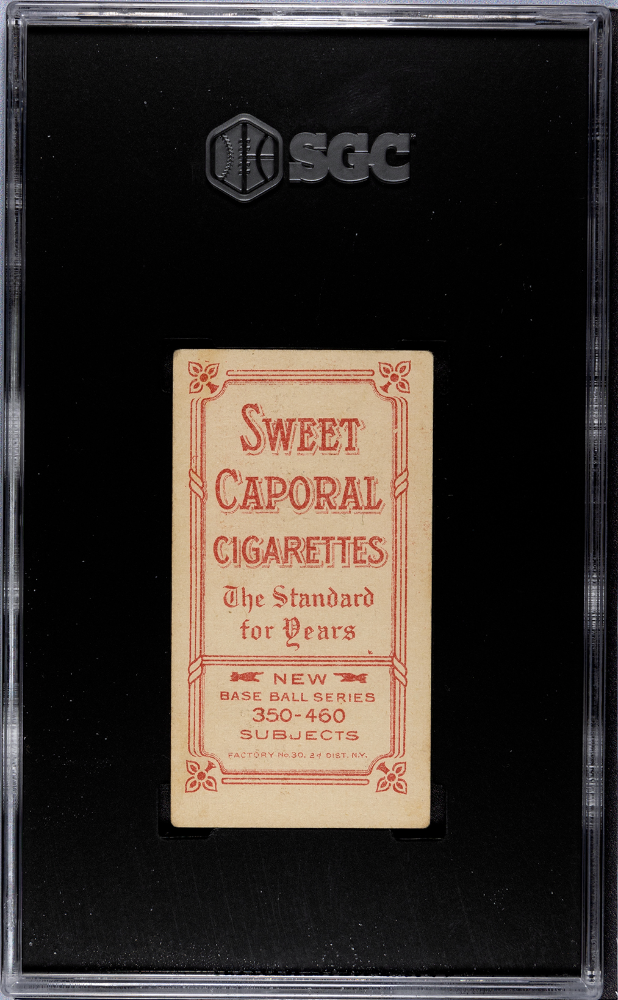 SGC
SWEET
CAPORAL
CIGARETTES
The Standard
for Years
NEW
BASE BALL SERIES
350-460
SUBJECTS
FACTORY No. 30, 2d DIST. N.Y.